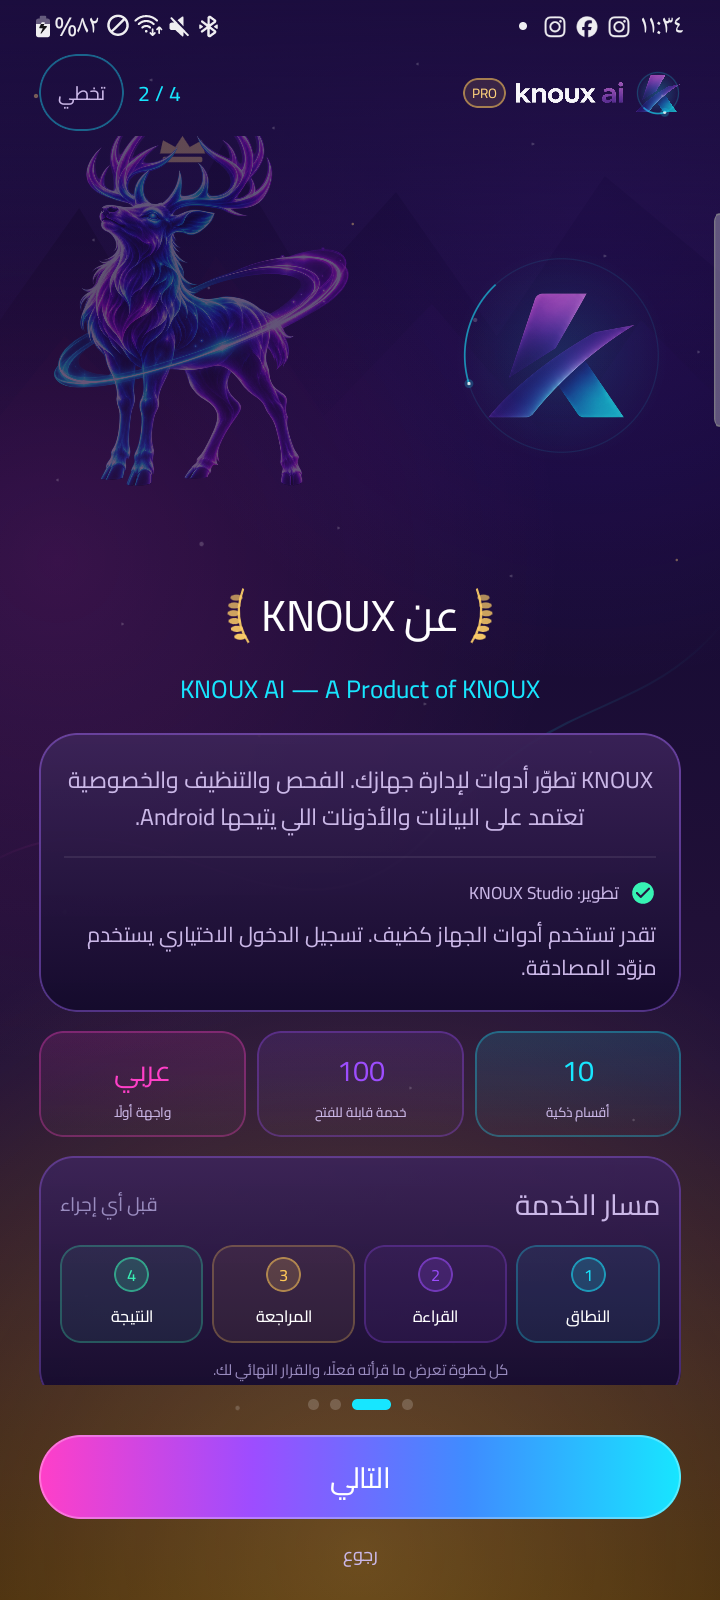 ١١:٣٤
%٨٢
knoux ai PRO
2 / 4
تخطي
عن KNOUX
KNOUX AI — A Product of KNOUX
KNOUX تطوّر أدوات لإدارة جهازك. الفحص والتنظيف والخصوصية
تعتمد على البيانات والأذونات اللي يتيحها Android.
تطوير: KNOUX Studio
تقدر تستخدم أدوات الجهاز كضيف. تسجيل الدخول الاختياري يستخدم
مزوّد المصادقة.
10
أقسام ذكية
100
خدمة قابلة للفتح
عربي
واجهة أولًا
مسار الخدمة
قبل أي إجراء
1
النطاق
2
القراءة
3
المراجعة
4
النتيجة
كل خطوة تعرض ما قرأته فعلًا، والقرار النهائي لك.
التالي
رجوع